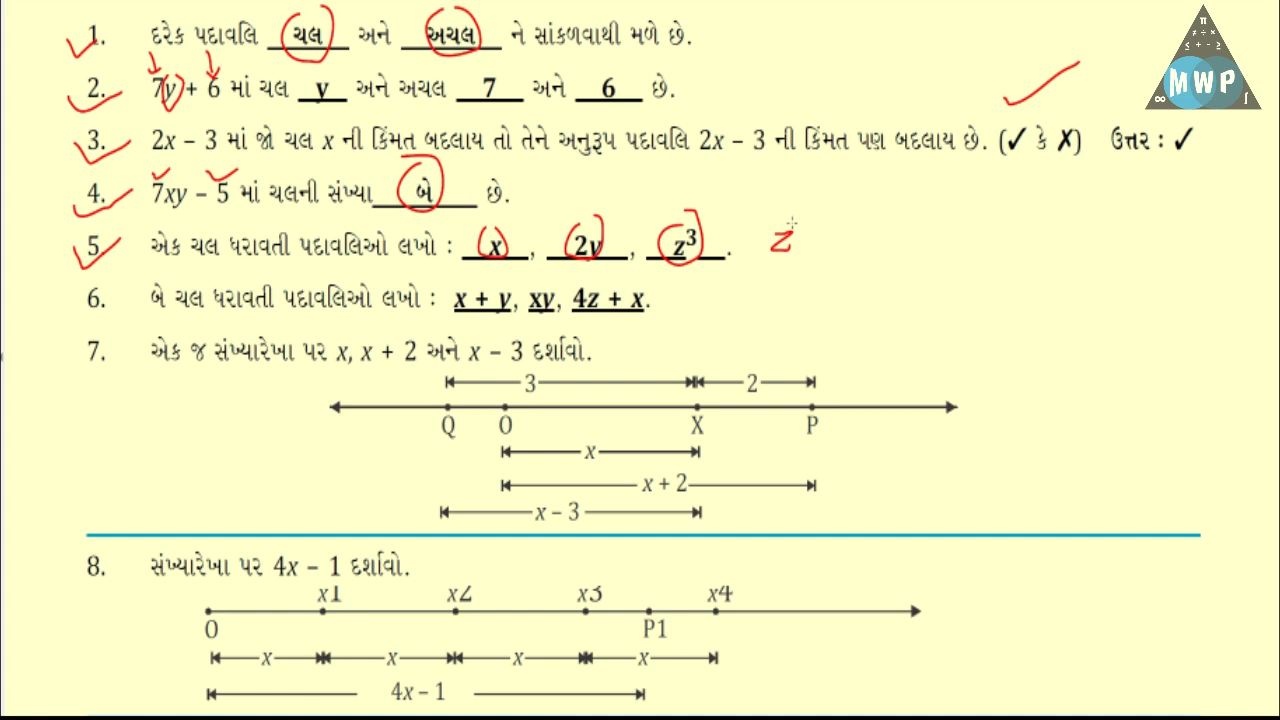 1. દરેક પદાવલિ ચલ અને અચલ ને સાંકળવાથી મળે છે.
2. 7y + 6 માં ચલ y અને અચલ 7 અને 6 છે.
3. 2x – 3 માં જો ચલ x ની કિંમત બદલાય તો તેને અનુરૂપ પદાવલિ 2x – 3 ની કિંમત પણ બદલાય છે. (✓ કે ✗) ઉત્તર : ✓
4. 7xy – 5 માં ચલની સંખ્યા બે છે.
5 એક ચલ ધરાવતી પદાવલિઓ લખો : x, 2y, z³. z
6. બે ચલ ધરાવતી પદાવલિઓ લખો : x + y, xy, 4z + x.
7. એક જ સંખ્યારેખા પર x, x + 2 અને x – 3 દર્શાવો.
3 2
Q O X P
x
x + 2
x – 3
8. સંખ્યારેખા પર 4x – 1 દર્શાવો.
x1 x2 x3 x4
O P1
x x x x
4x – 1
π
√ ÷ ×
≤ + - ≥
MWP
∞ ∫